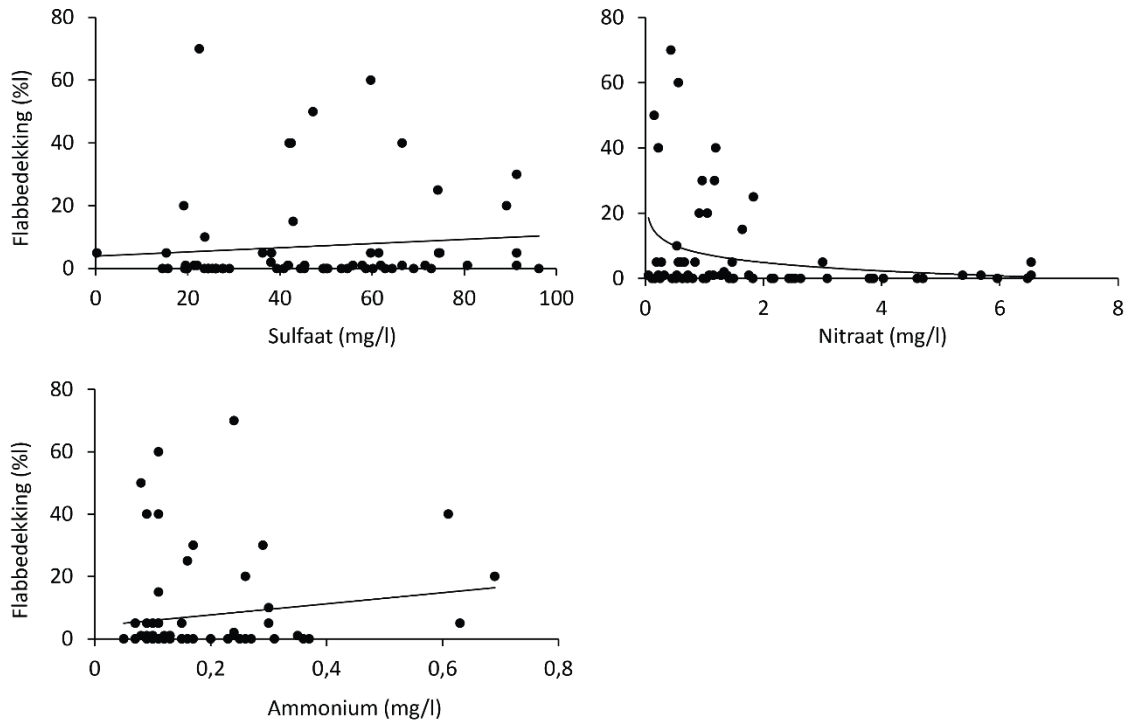 80
60
40
20
0
Flabbedekking (%l)
0 20 40 60 80 100
Sulfaat (mg/l)
80
60
40
20
0
0 2 4 6 8
Nitraat (mg/l)
80
60
40
20
0
Flabbedekking (%l)
0 0,2 0,4 0,6 0,8
Ammonium (mg/l)